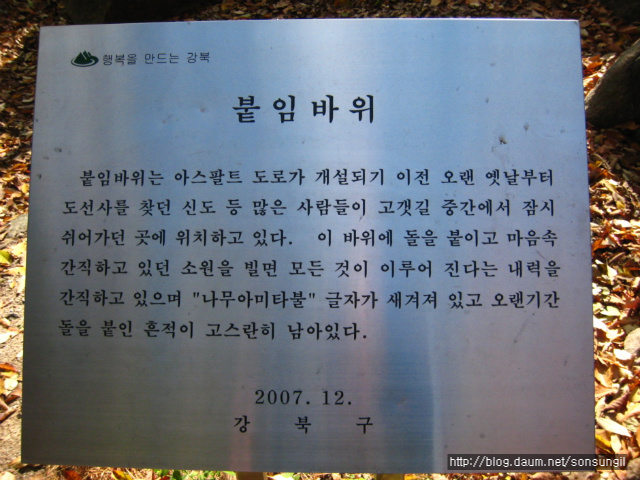 행복을 만드는 강북
붙임바위
붙임바위는 아스팔트 도로가 개설되기 이전 오랜 옛날부터
도선사를 찾던 신도 등 많은 사람들이 고갯길 중간에서 잠시
쉬어가던 곳에 위치하고 있다. 이 바위에 돌을 붙이고 마음속
간직하고 있던 소원을 빌면 모든 것이 이루어 진다는 내력을
간직하고 있으며 "나무아미타불" 글자가 새겨져 있고 오랜기간
돌을 붙인 흔적이 고스란히 남아있다.
2007. 12.
강 북 구
http://blog.daum.net/sonsungil